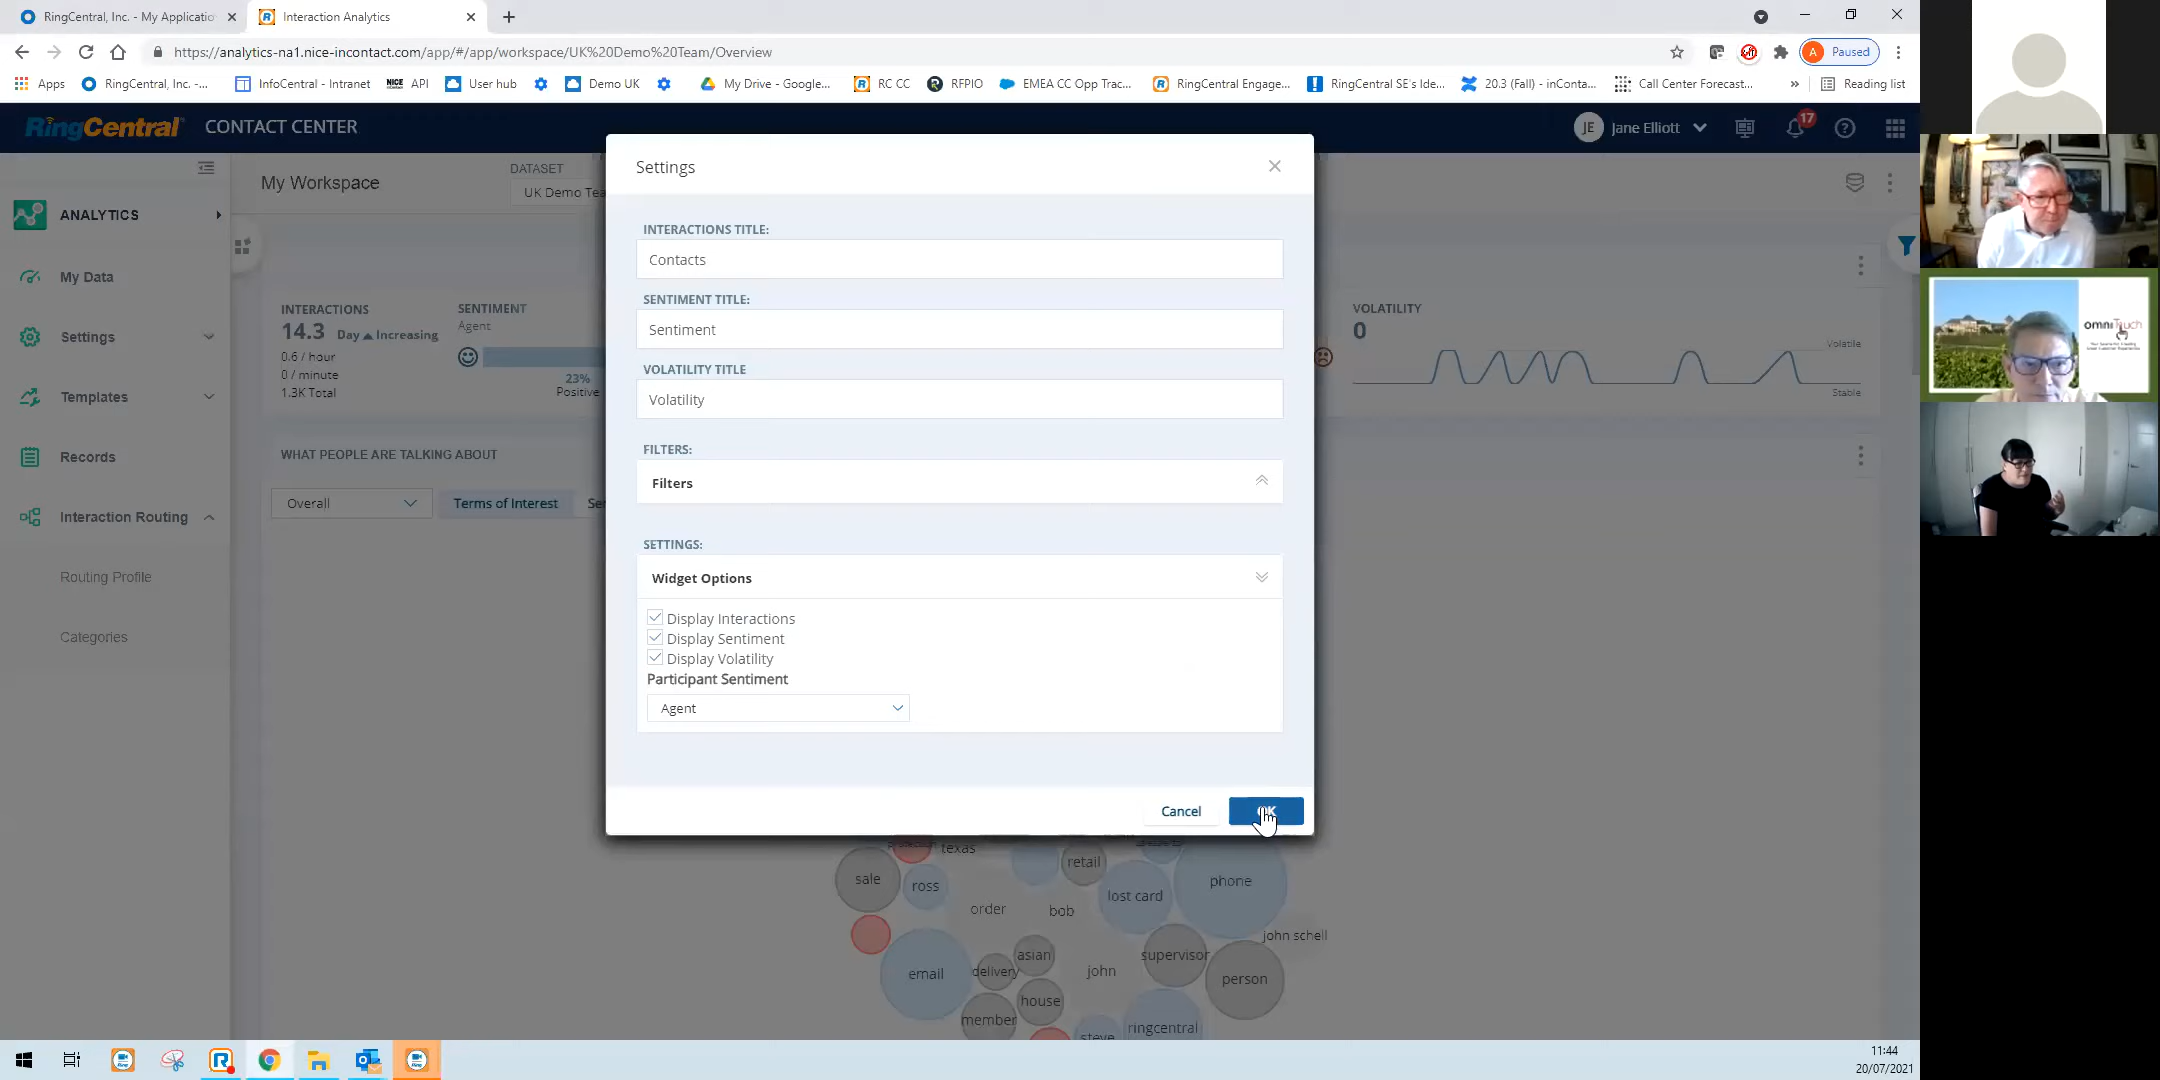 RingCentral, Inc. - My Applicatio
Interaction Analytics
https://analytics-na1.nice-incontact.com/app/#/app/workspace/UK%20Demo%20Team/Overview
A Paused
Apps
RingCentral, Inc. -...
InfoCentral - Intranet
NICE API
User hub
Demo UK
My Drive - Google...
RC CC
RFPIO
EMEA CC Opp Trac...
RingCentral Engage...
RingCentral SE's Ide...
20.3 (Fall) - inConta...
Call Center Forecast...
Reading list
RingCentral CONTACT CENTER
JE Jane Elliott
17
My Workspace
DATASET
UK Demo Tea
ANALYTICS
My Data
Settings
Templates
Records
Interaction Routing
Routing Profile
Categories
INTERACTIONS
14.3 Day Increasing
0.6 / hour
0 / minute
1.3K Total
SENTIMENT
Agent
23%
Positive
VOLATILITY
0
Volatile
Stable
WHAT PEOPLE ARE TALKING ABOUT
Overall
Terms of Interest
Se
Settings
INTERACTIONS TITLE:
Contacts
SENTIMENT TITLE:
Sentiment
VOLATILITY TITLE
Volatility
FILTERS:
Filters
SETTINGS:
Widget Options
Display Interactions
Display Sentiment
Display Volatility
Participant Sentiment
Agent
Cancel
OK
texas
retail
sale
ross
lost card
phone
order
bob
john schell
asian
supervisor
email
delivery
john
person
house
member
steve
ringcentral
omniTouch
11:44
20/07/2021